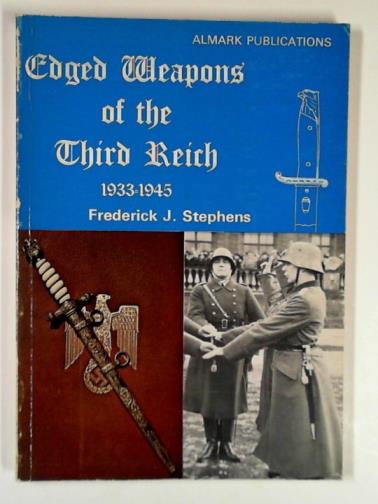 ALMARK PUBLICATIONS
Edged Weapons
of the
Third Reich
1933-1945
Frederick J. Stephens